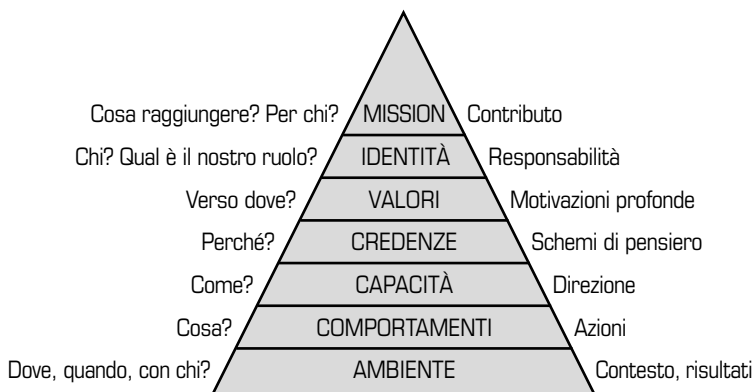 Cosa raggiungere? Per chi? MISSION Contributo
Chi? Qual è il nostro ruolo? IDENTITÀ Responsabilità
Verso dove? VALORI Motivazioni profonde
Perché? CREDENZE Schemi di pensiero
Come? CAPACITÀ Direzione
Cosa? COMPORTAMENTI Azioni
Dove, quando, con chi? AMBIENTE Contesto, risultati